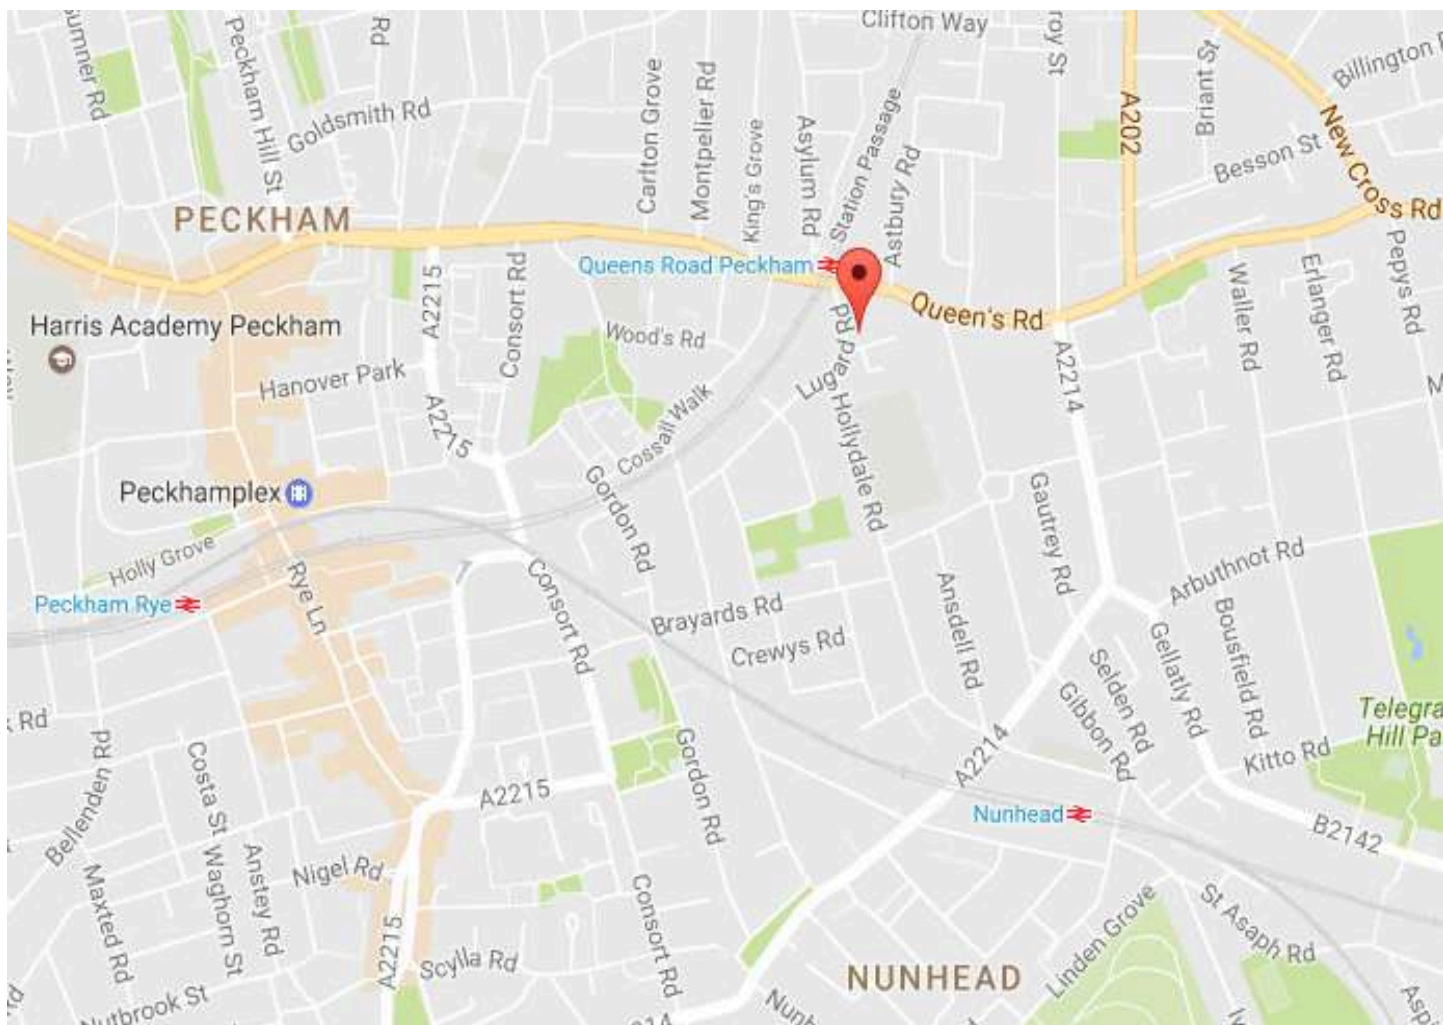 Clifton Way
Peckham Hill St
Goldsmith Rd
Rd
Carlton Grove
Montpelier Rd
King's Grove
Asylum Rd
Station Passage
Astbury Rd
A202
Briant St
Besson St
New Cross Rd
PECKHAM
Queens Road Peckham
Queen's Rd
Waller Rd
Erlanger Rd
Pepys Rd
A2215
Consort Rd
Wood's Rd
Harris Academy Peckham
Hanover Park
A2215
Cossall Walk
Lugard Rd
A2214
Hollydale Rd
Peckhamplex
Gordon Rd
Gautrey Rd
Holly Grove
Peckham Rye
Rye Ln
Consort Rd
Brayards Rd
Crewys Rd
Ansdell Rd
Arbuthnot Rd
Bousfield Rd
Gellatly Rd
Selden Rd
Gibbon Rd
Rd
Bellenden Rd
Costa St
A2215
Gordon Rd
A2214
Kitto Rd
Telegra
Hill Pa
Nunhead
B2142
Maxted Rd
Waghorn St
Anstey Rd
Nigel Rd
A2215
Scylla Rd
Consort Rd
Linden Grove
St Asaph Rd
NUNHEAD